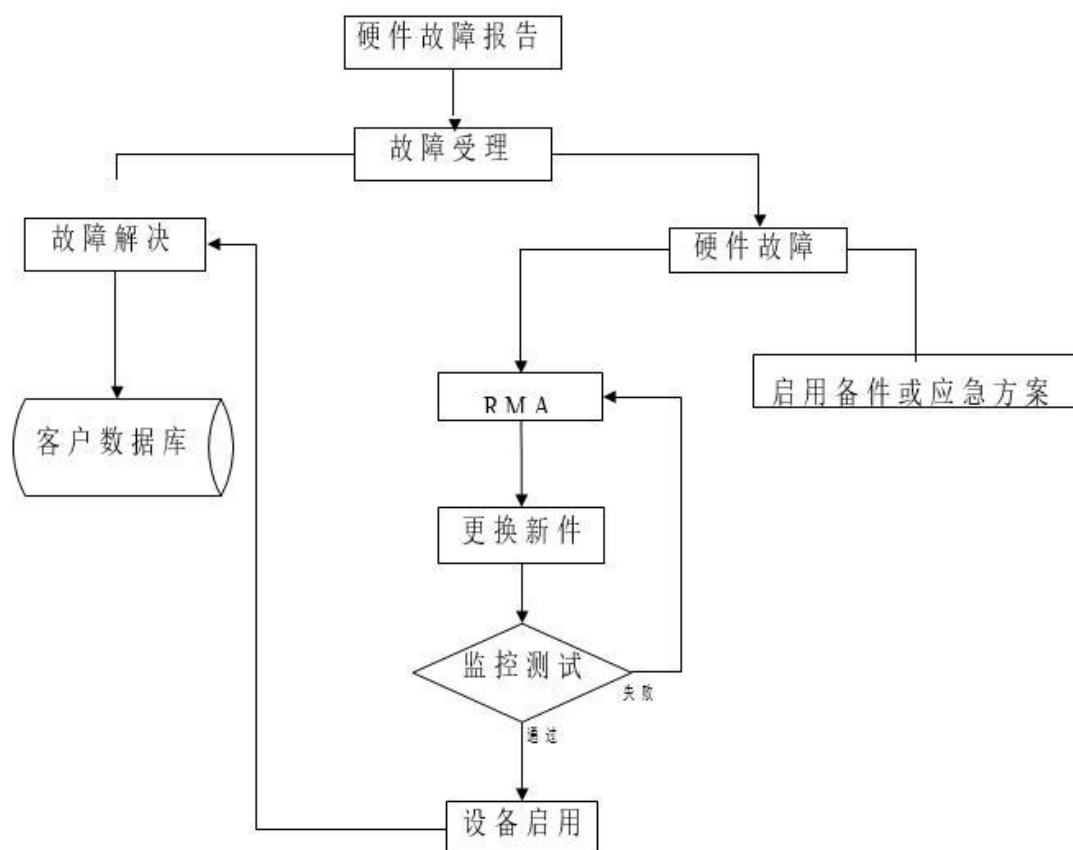 硬件故障报告
故障受理
故障解决
硬件故障
RMA
启用备件或应急方案
客户数据库
更换新件
监控测试
失败
通过
设备启用